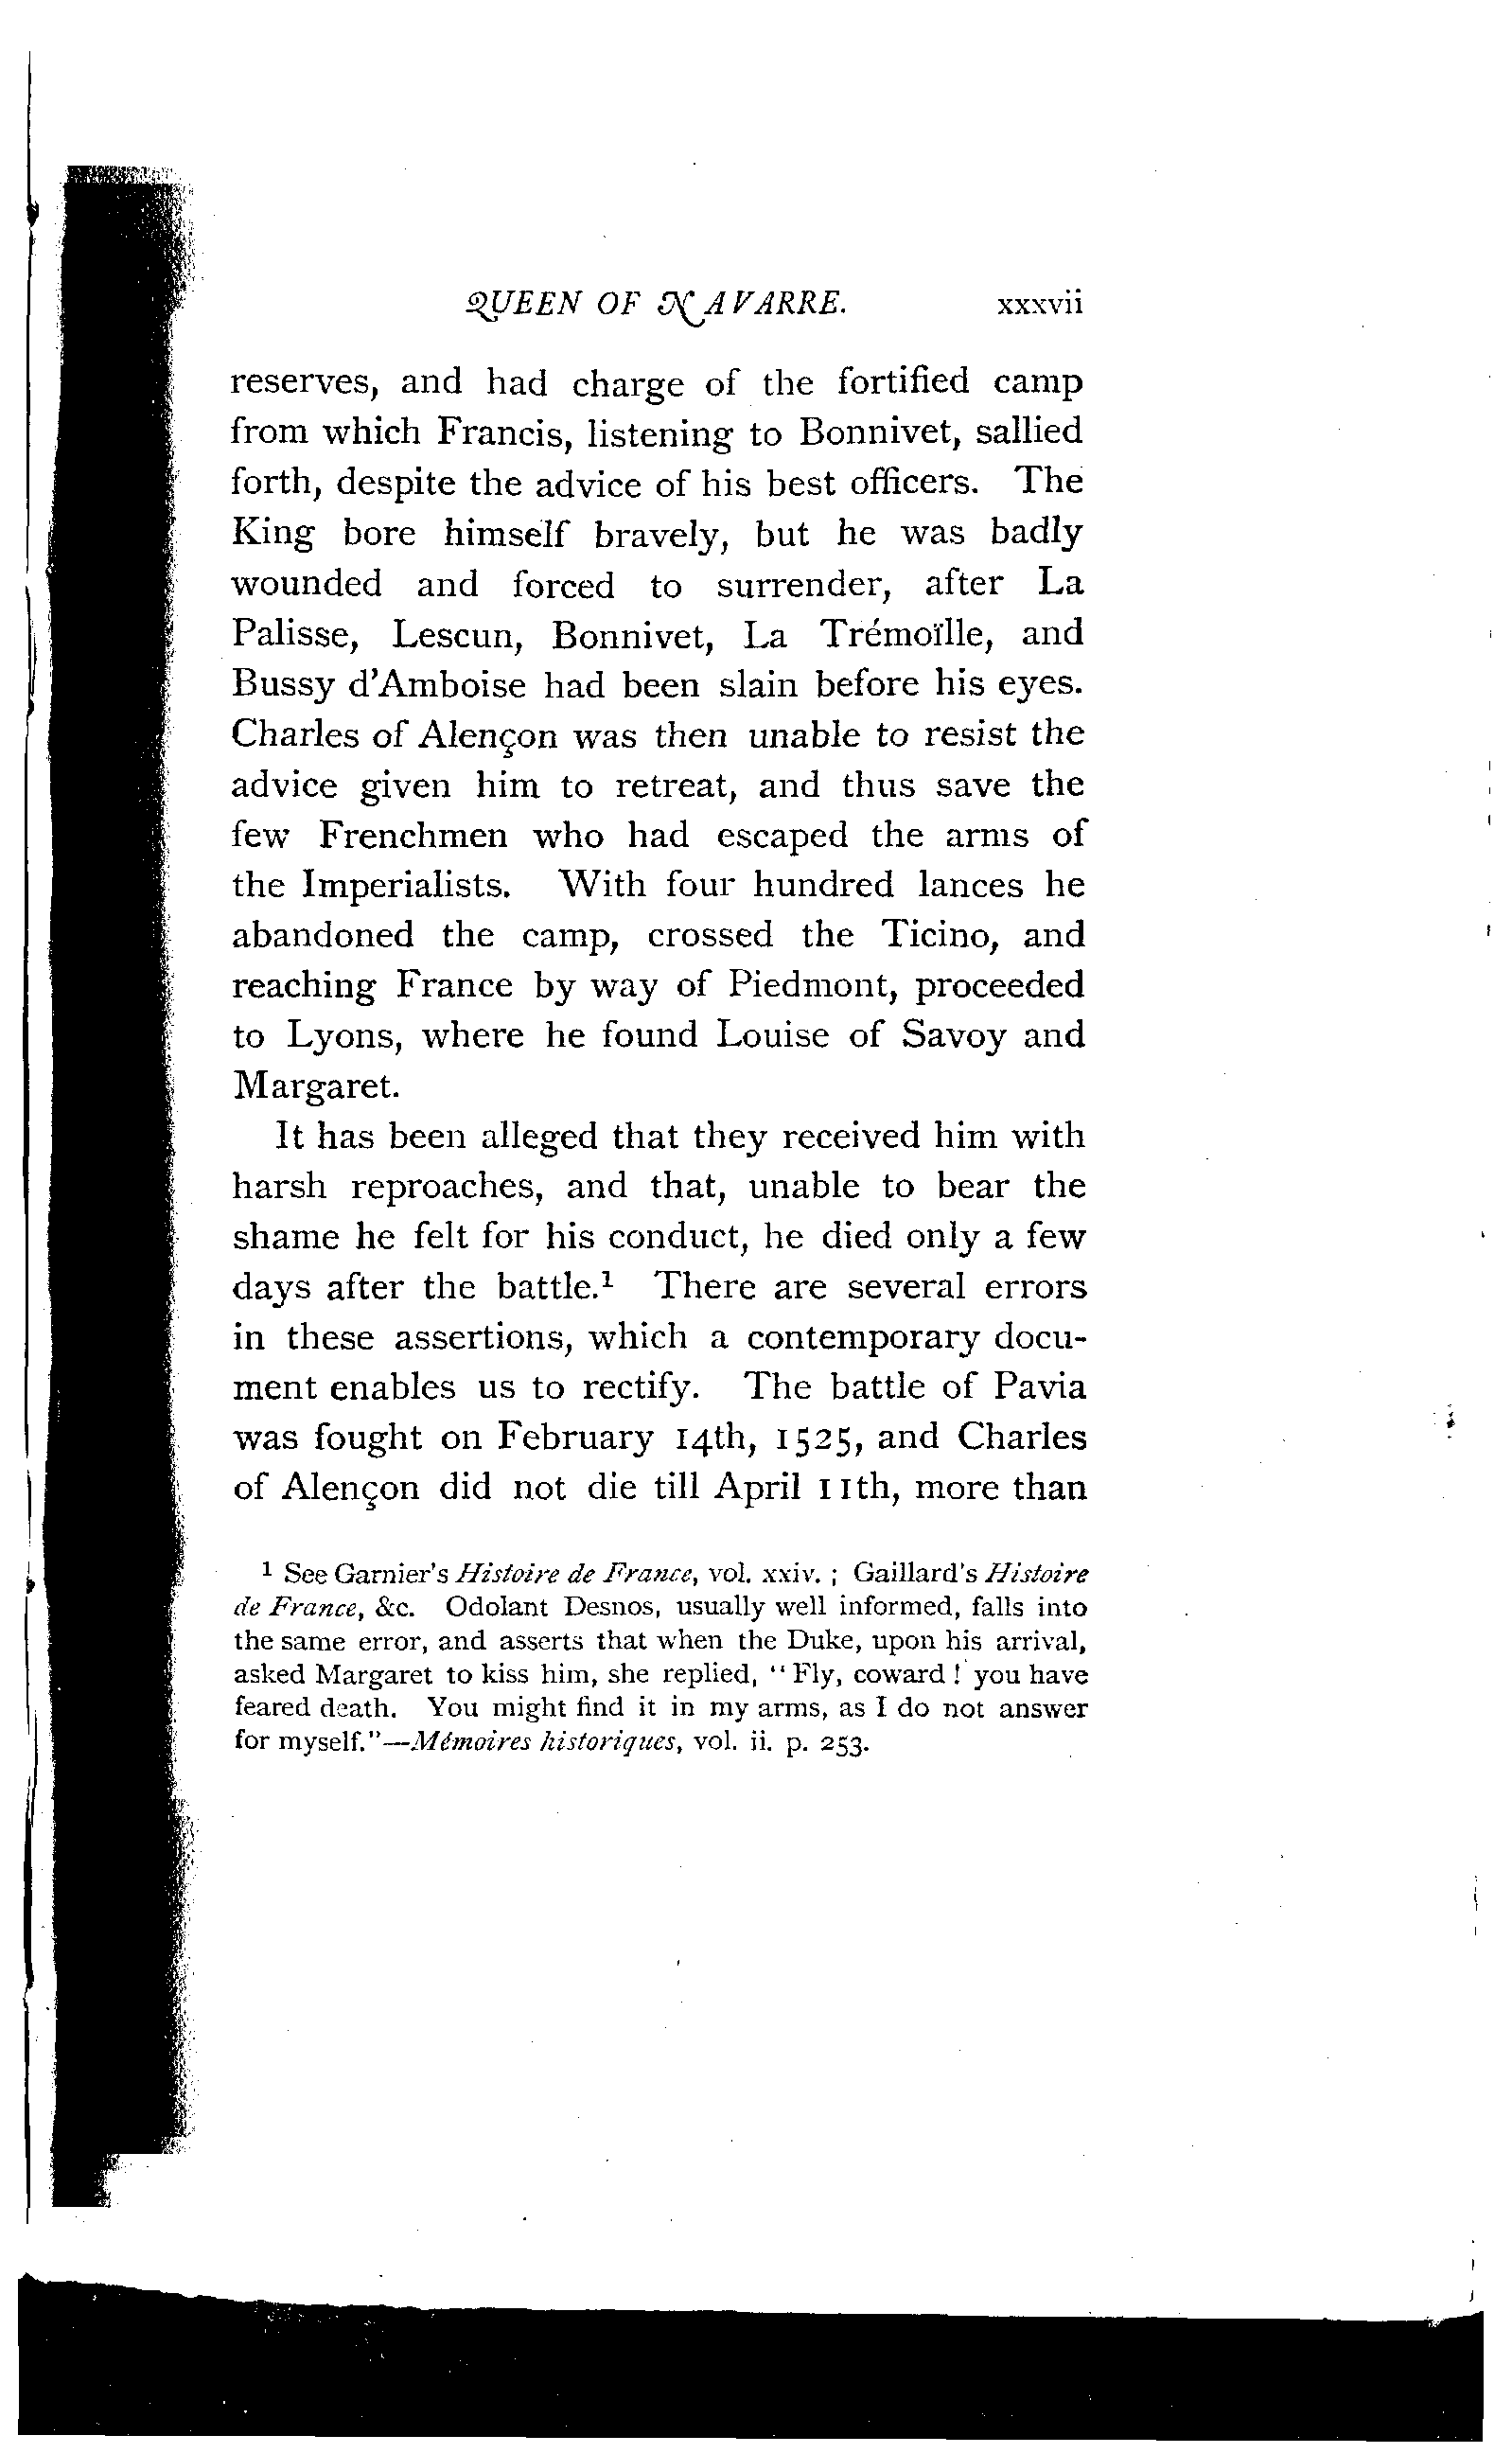 QUEEN OF NAVARRE. xxxvii
reserves, and had charge of the fortified camp
from which Francis, listening to Bonnivet, sallied
forth, despite the advice of his best officers. The
King bore himself bravely, but he was badly
wounded and forced to surrender, after La
Palisse, Lescun, Bonnivet, La Trémoïlle, and
Bussy d'Amboise had been slain before his eyes.
Charles of Alençon was then unable to resist the
advice given him to retreat, and thus save the
few Frenchmen who had escaped the arms of
the Imperialists. With four hundred lances he
abandoned the camp, crossed the Ticino, and
reaching France by way of Piedmont, proceeded
to Lyons, where he found Louise of Savoy and
Margaret.
It has been alleged that they received him with
harsh reproaches, and that, unable to bear the
shame he felt for his conduct, he died only a few
days after the battle.¹ There are several errors
in these assertions, which a contemporary docu-
ment enables us to rectify. The battle of Pavia
was fought on February 14th, 1525, and Charles
of Alençon did not die till April 11th, more than
¹ See Garnier's Histoire de France, vol. xxiv. ; Gaillard's Histoire
de France, &c. Odolant Desnos, usually well informed, falls into
the same error, and asserts that when the Duke, upon his arrival,
asked Margaret to kiss him, she replied, "Fly, coward ! you have
feared death. You might find it in my arms, as I do not answer
for myself."—Mémoires historiques, vol. ii. p. 253.